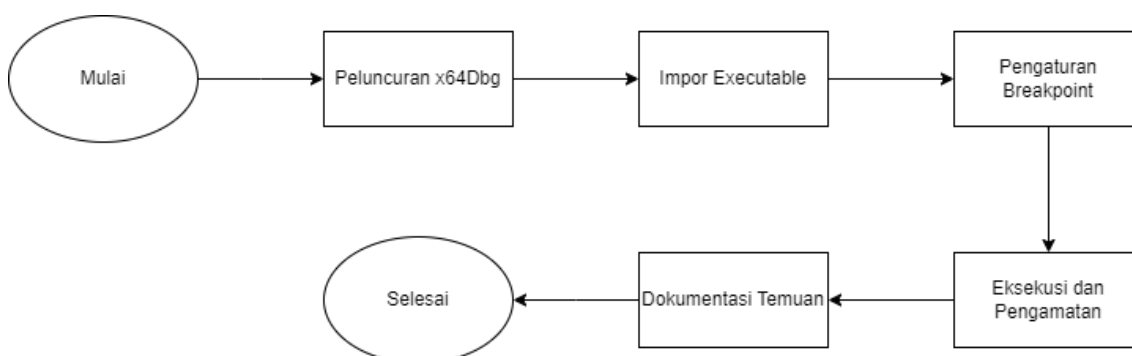 Mulai
Peluncuran x64Dbg
Impor Executable
Pengaturan
Breakpoint
Eksekusi dan
Pengamatan
Dokumentasi Temuan
Selesai